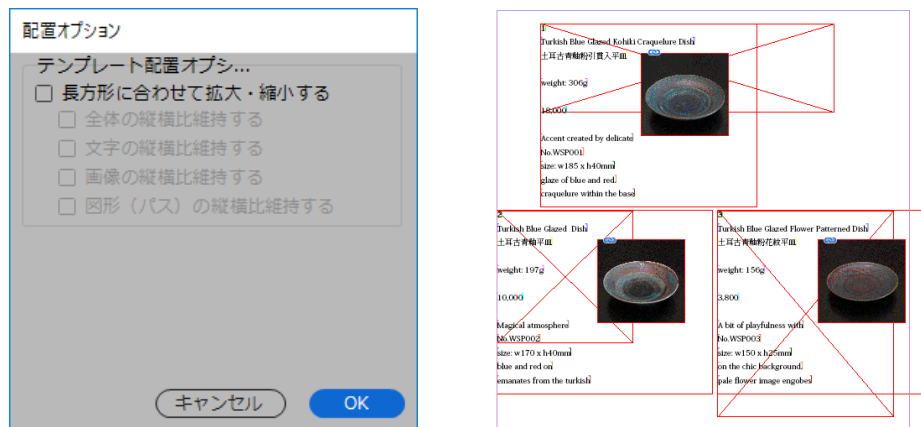 配置オプション
テンプレート配置オプシ...
長方形に合わせて拡大・縮小する
全体の縦横比維持する
文字の縦横比維持する
画像の縦横比維持する
図形（パス）の縦横比維持する
キャンセル
OK
1
Turkish Blue Glazed Kohiki Craquelure Dish
土耳古青釉粉引貫入平皿
weight: 306g
18,000
Accent created by delicate
No.WSP001
size: w185 x h40mm
glaze of blue and red.
craquelure within the base
2
Turkish Blue Glazed Dish
土耳古青釉平皿
weight: 197g
10,000
Magical atmosphere
No.WSP002
size: w170 x h40mm
blue and red on
emanates from the turkish
3
Turkish Blue Glazed Flower Patterned Dish
土耳古青釉粉花紋平皿
weight: 156g
3,800
A bit of playfulness with
No.WSP003
size: w150 x h25mm
on the chic background.
pale flower image engobes